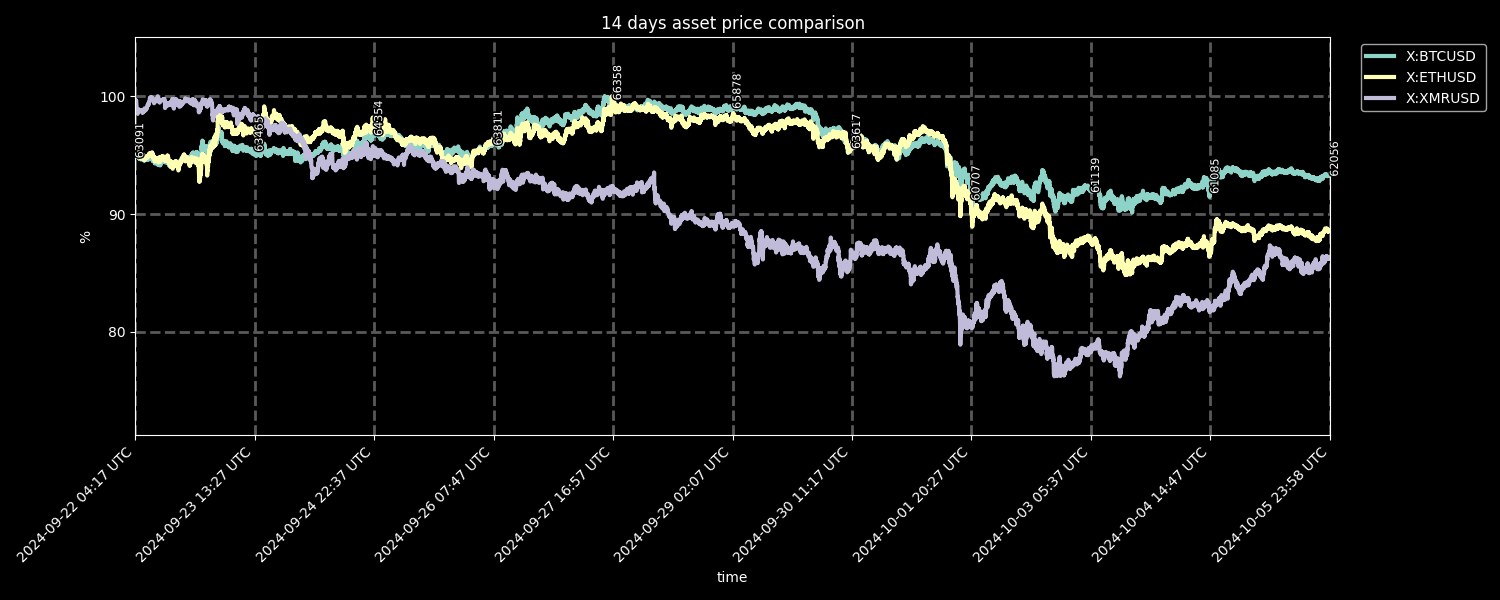 14 days asset price comparison
X:BTCUSD
X:ETHUSD
X:XMRUSD
%
100
90
80
63091
63465
64354
63811
66358
65878
63617
60707
61139
61085
62056
2024-09-22 04:17 UTC
2024-09-23 13:27 UTC
2024-09-24 22:37 UTC
2024-09-26 07:47 UTC
2024-09-27 16:57 UTC
2024-09-29 02:07 UTC
2024-09-30 11:17 UTC
2024-10-01 20:27 UTC
2024-10-03 05:37 UTC
2024-10-04 14:47 UTC
2024-10-05 23:58 UTC
time